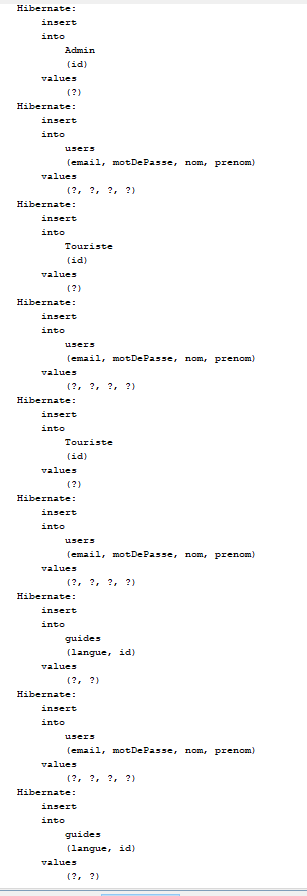 Hibernate:
insert
into
Admin
(id)
values
(?)
Hibernate:
insert
into
users
(email, motDePasse, nom, prenom)
values
(?, ?, ?, ?)
Hibernate:
insert
into
Touriste
(id)
values
(?)
Hibernate:
insert
into
users
(email, motDePasse, nom, prenom)
values
(?, ?, ?, ?)
Hibernate:
insert
into
Touriste
(id)
values
(?)
Hibernate:
insert
into
users
(email, motDePasse, nom, prenom)
values
(?, ?, ?, ?)
Hibernate:
insert
into
guides
(langue, id)
values
(?, ?)
Hibernate:
insert
into
users
(email, motDePasse, nom, prenom)
values
(?, ?, ?, ?)
Hibernate:
insert
into
guides
(langue, id)
values
(?, ?)